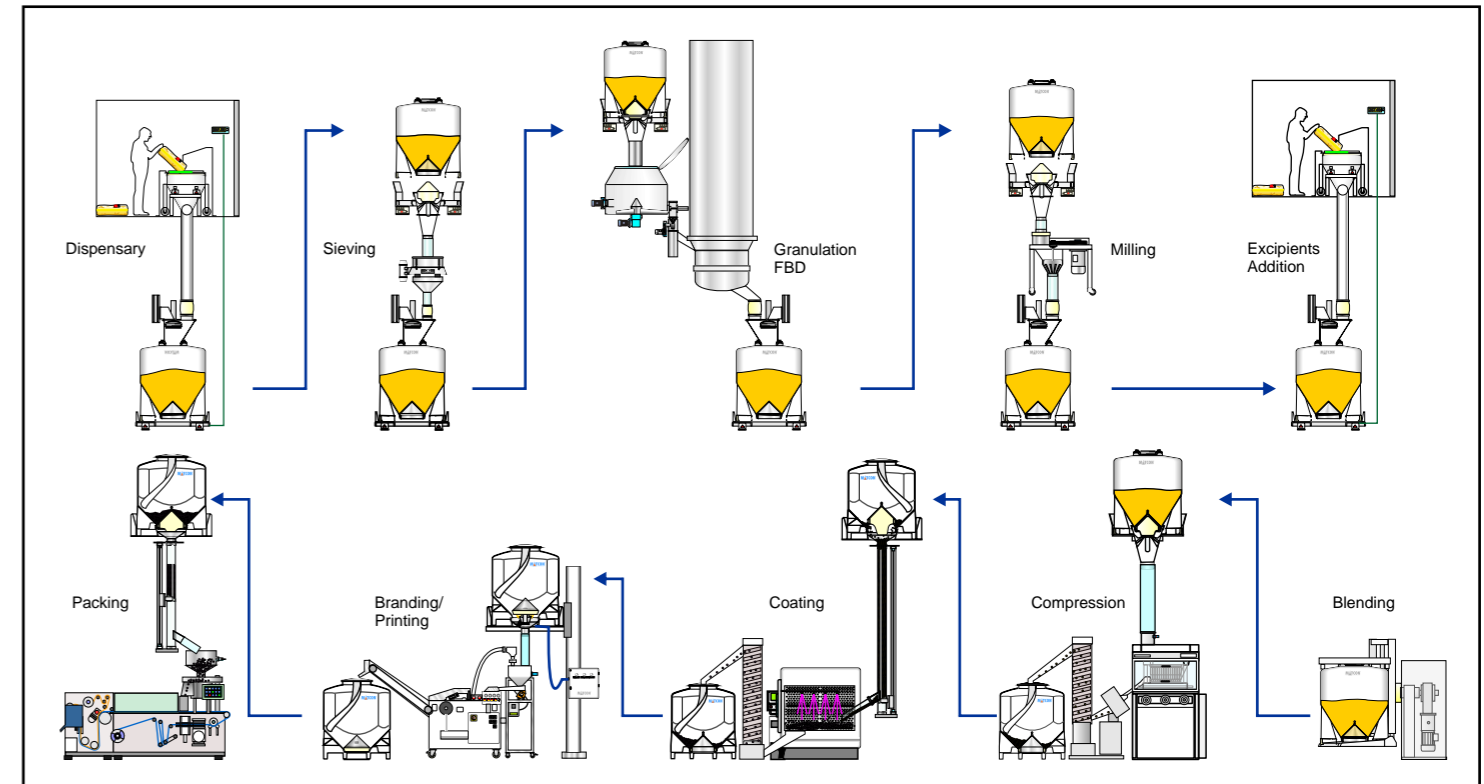 Dispensary
Sieving
Granulation
FBD
Milling
Excipients
Addition
Packing
Branding/
Printing
Coating
Compression
Blending